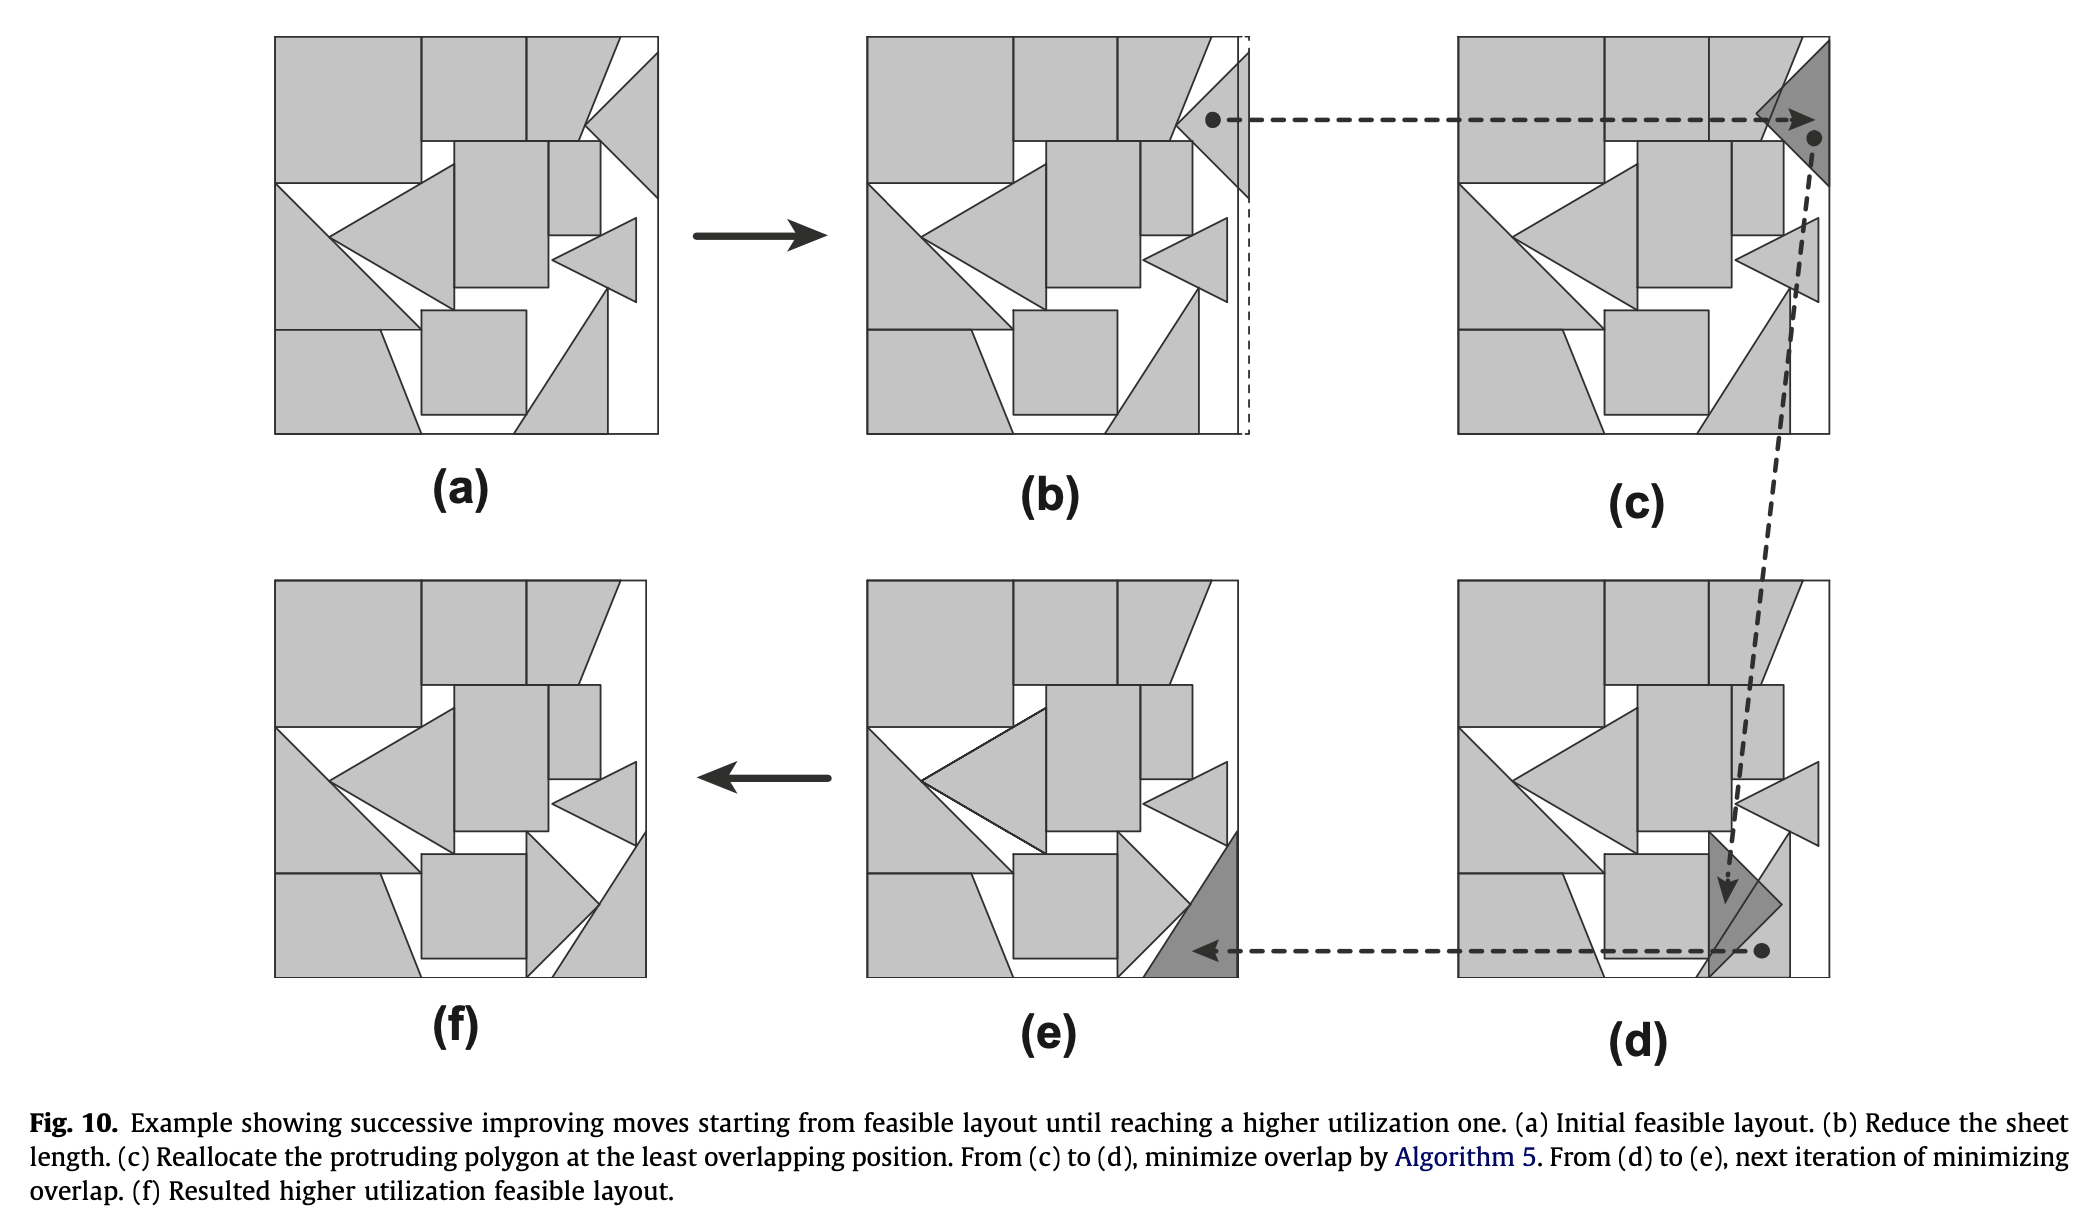 (a)
(b)
(c)
(f)
(e)
(d)
Fig. 10. Example showing successive improving moves starting from feasible layout until reaching a higher utilization one. (a) Initial feasible layout. (b) Reduce the sheet
length. (c) Reallocate the protruding polygon at the least overlapping position. From (c) to (d), minimize overlap by Algorithm 5. From (d) to (e), next iteration of minimizing
overlap. (f) Resulted higher utilization feasible layout.